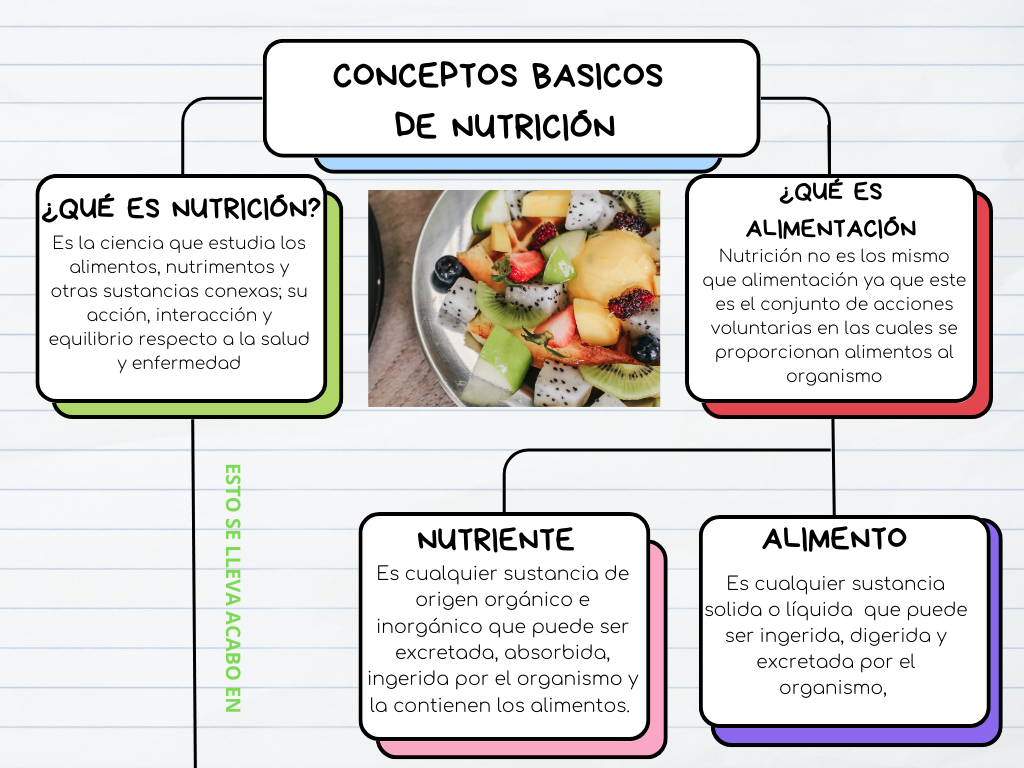 CONCEPTOS BASICOS
DE NUTRICIÓN
¿QUÉ ES NUTRICIÓN?
Es la ciencia que estudia los
alimentos, nutrimentos y
otras sustancias conexas; su
acción, interacción y
equilibrio respecto a la salud
y enfermedad
¿QUÉ ES
ALIMENTACIÓN
Nutrición no es los mismo
que alimentación ya que este
es el conjunto de acciones
voluntarias en las cuales se
proporcionan alimentos al
organismo
ESTO SE LLEVA ACABO EN
NUTRIENTE
Es cualquier sustancia de
origen orgánico e
inorgánico que puede ser
excretada, absorbida,
ingerida por el organismo y
la contienen los alimentos.
ALIMENTO
Es cualquier sustancia
solida o líquida  que puede
ser ingerida, digerida y
excretada por el
organismo,